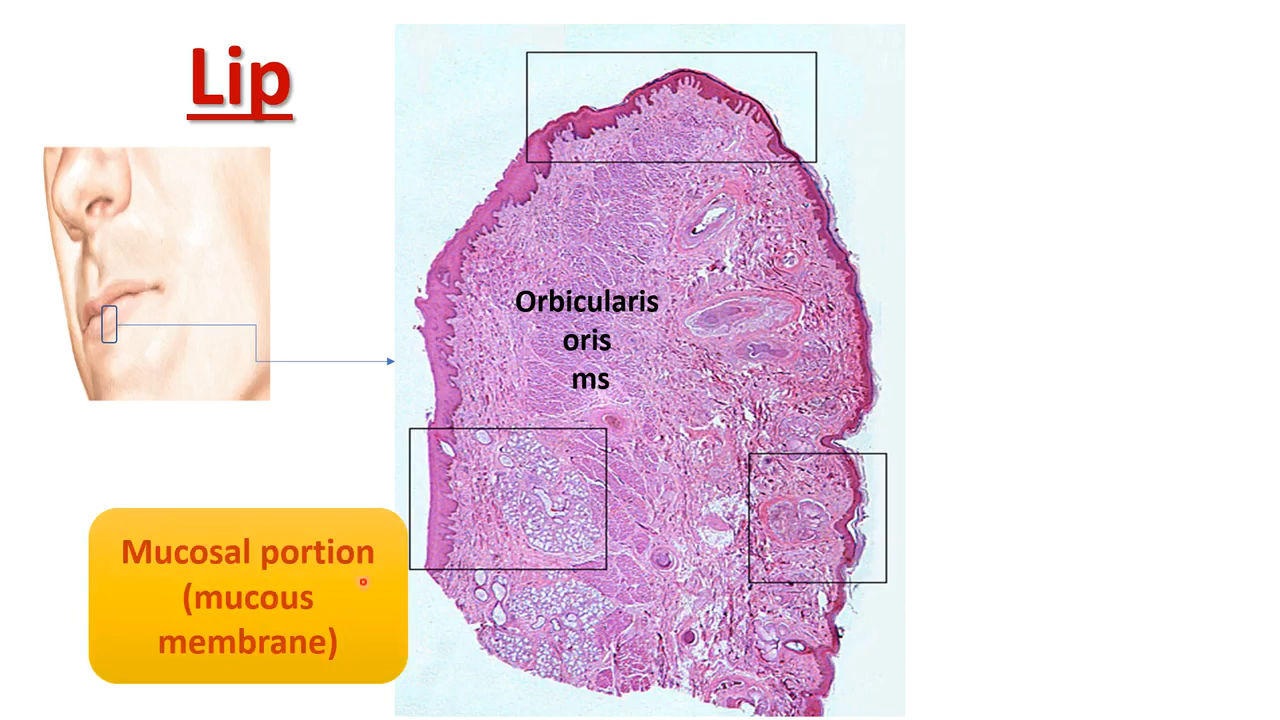 Lip
Orbicularis
oris
ms
Mucosal portion
(mucous
membrane)